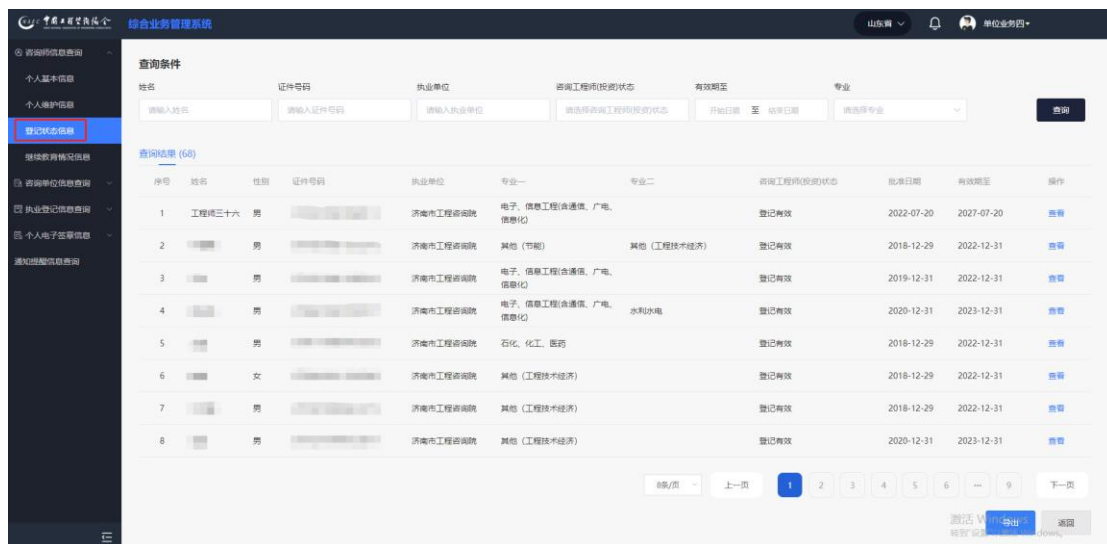 中国工程咨询协会 综合业务管理系统 山东省 单位业务四
咨询师信息查询
个人基本信息
个人维护信息
登记状态信息
继续教育情况信息
咨询单位信息查询
执业登记信息查询
个人电子签章信息
通知提醒信息查询
查询条件
姓名 证件号码 执业单位 咨询工程师(投资)状态 有效期至 专业
请输入姓名 请输入证件号码 请输入执业单位 请选择咨询工程师(投资)状态 开始日期 至 结束日期 请选择专业 查询
查询结果 (68)
序号 姓名 性别 证件号码 执业单位 专业一 专业二 咨询工程师(投资)状态 批准日期 有效期至 操作
1 工程师三十六 男 济南市工程咨询院 电子、信息工程(含通信、广电、信息化) 登记有效 2022-07-20 2027-07-20 查看
2 男 济南市工程咨询院 其他（节能） 其他（工程技术经济） 登记有效 2018-12-29 2022-12-31 查看
3 男 济南市工程咨询院 电子、信息工程(含通信、广电、信息化) 登记有效 2019-12-31 2022-12-31 查看
4 男 济南市工程咨询院 电子、信息工程(含通信、广电、信息化) 水利水电 登记有效 2020-12-31 2023-12-31 查看
5 男 济南市工程咨询院 石化、化工、医药 登记有效 2018-12-29 2022-12-31 查看
6 女 济南市工程咨询院 其他（工程技术经济） 登记有效 2018-12-29 2022-12-31 查看
7 男 济南市工程咨询院 其他（工程技术经济） 登记有效 2018-12-29 2022-12-31 查看
8 男 济南市工程咨询院 其他（工程技术经济） 登记有效 2020-12-31 2023-12-31 查看
8条/页 上一页 1 2 3 4 5 6 ··· 9 下一页
激活 Windows
导出 返回